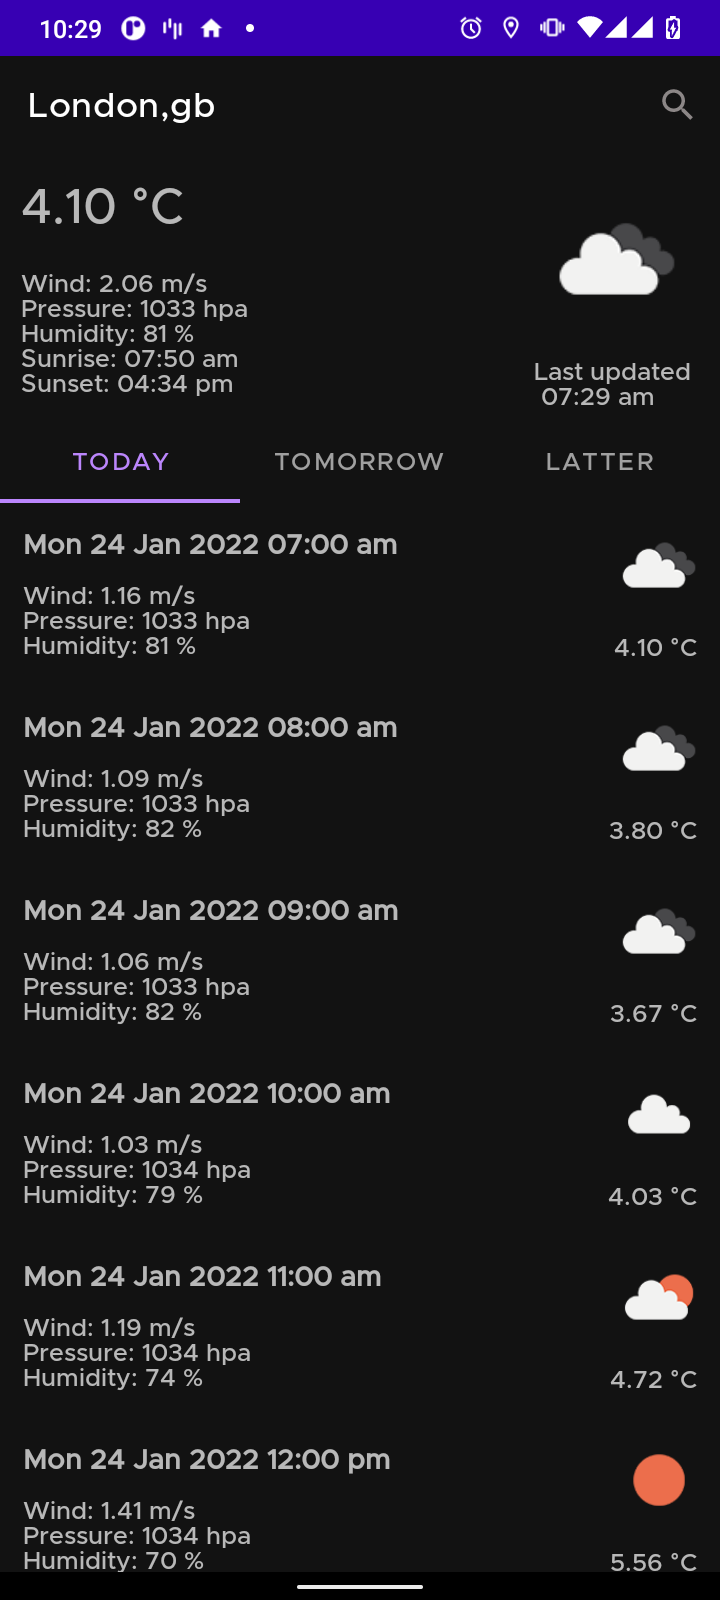 10:29
London,gb
4.10 °C
Wind: 2.06 m/s
Pressure: 1033 hpa
Humidity: 81 %
Sunrise: 07:50 am
Sunset: 04:34 pm
Last updated
07:29 am
TODAY TOMORROW LATTER
Mon 24 Jan 2022 07:00 am
Wind: 1.16 m/s
Pressure: 1033 hpa
Humidity: 81 %
4.10 °C
Mon 24 Jan 2022 08:00 am
Wind: 1.09 m/s
Pressure: 1033 hpa
Humidity: 82 %
3.80 °C
Mon 24 Jan 2022 09:00 am
Wind: 1.06 m/s
Pressure: 1033 hpa
Humidity: 82 %
3.67 °C
Mon 24 Jan 2022 10:00 am
Wind: 1.03 m/s
Pressure: 1034 hpa
Humidity: 79 %
4.03 °C
Mon 24 Jan 2022 11:00 am
Wind: 1.19 m/s
Pressure: 1034 hpa
Humidity: 74 %
4.72 °C
Mon 24 Jan 2022 12:00 pm
Wind: 1.41 m/s
Pressure: 1034 hpa
Humidity: 70 %
5.56 °C